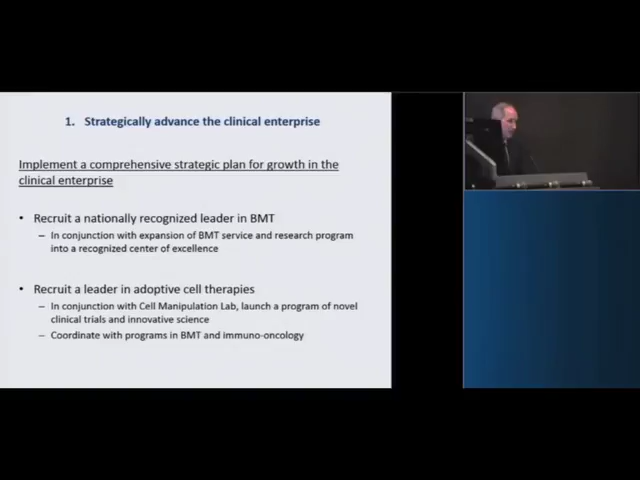 1. Strategically advance the clinical enterprise
Implement a comprehensive strategic plan for growth in the
clinical enterprise
• Recruit a nationally recognized leader in BMT
– In conjunction with expansion of BMT service and research program
into a recognized center of excellence
• Recruit a leader in adoptive cell therapies
– In conjunction with Cell Manipulation Lab, launch a program of novel
clinical trials and innovative science
– Coordinate with programs in BMT and immuno-oncology